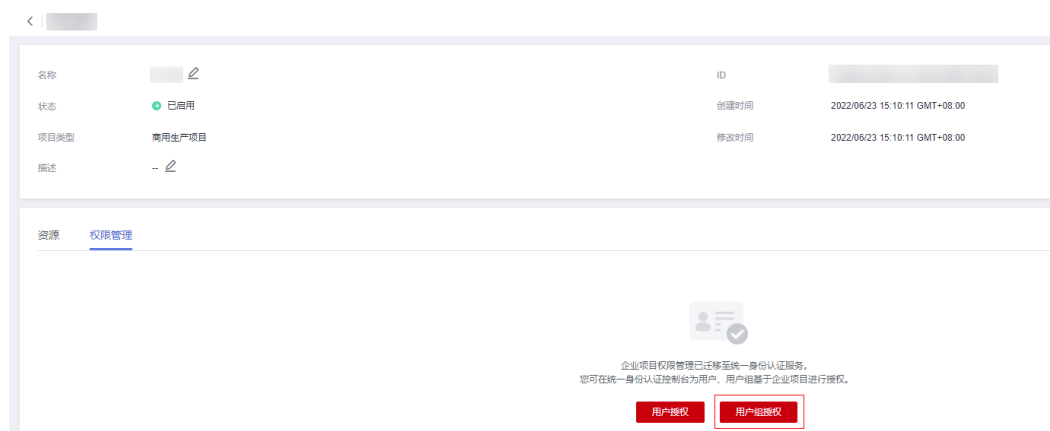 名称
ID
状态 已启用
创建时间 2022/06/23 15:10:11 GMT+08:00
项目类型 商用生产项目
修改时间 2022/06/23 15:10:11 GMT+08:00
描述 --
资源 权限管理
企业项目权限管理已迁移至统一身份认证服务。
您可在统一身份认证控制台为用户、用户组基于企业项目进行授权。
用户授权 用户组授权